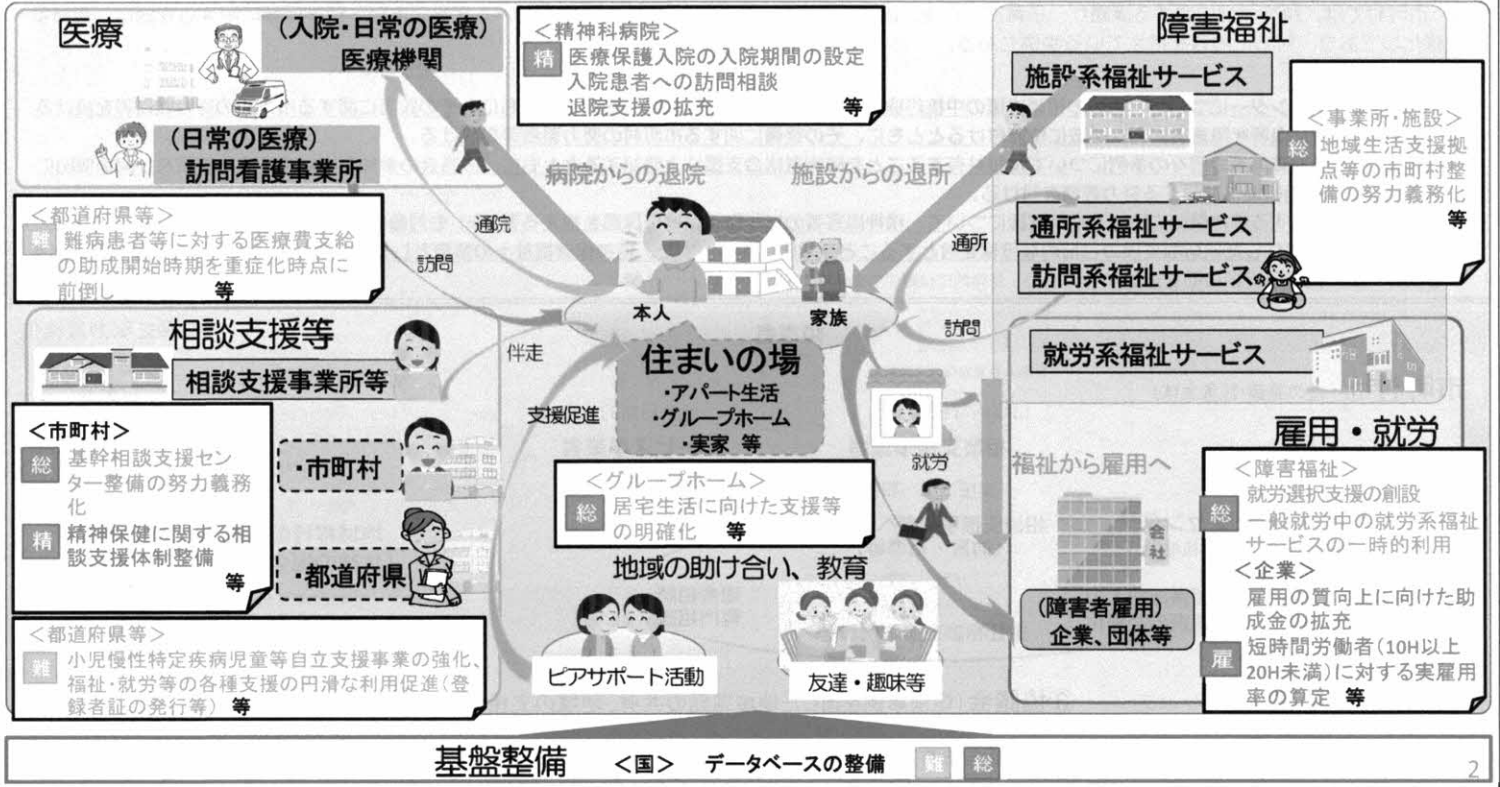 医療
(入院・日常の医療)
医療機関
(日常の医療)
訪問看護事業所
＜都道府県等＞
難 難病患者等に対する医療費支給
の助成開始時期を重症化時点に
前倒し 等
＜精神科病院＞
精 医療保護入院の入院期間の設定
入院患者への訪問相談
退院支援の拡充 等
病院からの退院
施設からの退所
通院
訪問
通所
訪問
本人
家族
障害福祉
施設系福祉サービス
通所系福祉サービス
訪問系福祉サービス
＜事業所・施設＞
総 地域生活支援拠
点等の市町村整
備の努力義務化
等
相談支援等
相談支援事業所等
伴走
支援促進
＜市町村＞
総 基幹相談支援セン
ター整備の努力義務
化
精 精神保健に関する相
談支援体制整備
等
・市町村
・都道府県
＜都道府県等＞
難 小児慢性特定疾病児童等自立支援事業の強化、
福祉・就労等の各種支援の円滑な利用促進(登
録者証の発行等) 等
住まいの場
・アパート生活
・グループホーム
・実家 等
＜グループホーム＞
総 居宅生活に向けた支援等
の明確化 等
地域の助け合い、教育
ピアサポート活動
友達・趣味等
就労系福祉サービス
雇用・就労
就労
福祉から雇用へ
会社
(障害者雇用)
企業、団体等
＜障害福祉＞
就労選択支援の創設
総 一般就労中の就労系福祉
サービスの一時的利用
＜企業＞
雇用の質向上に向けた助
成金の拡充
雇 短時間労働者(10H以上
20H未満)に対する実雇用
率の算定 等
基盤整備 ＜国＞ データベースの整備 難 総
2